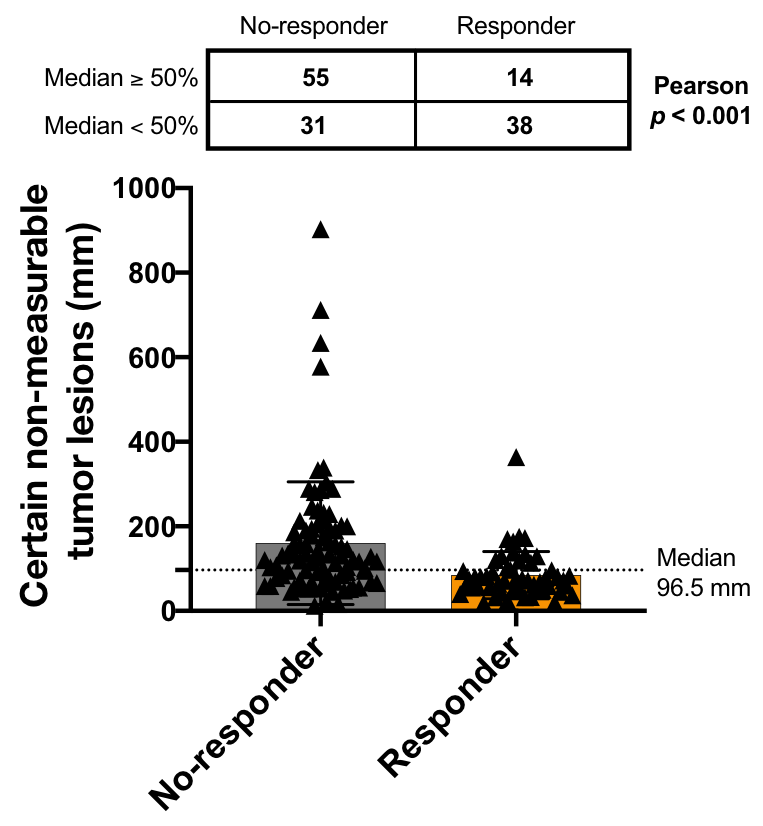 No-responder Responder
Median ≥ 50% 55 14
Median < 50% 31 38
Pearson
p < 0.001
Certain non-measurable
tumor lesions (mm)
1000
800
600
400
200
0
Median
96.5 mm
No-responder
Responder